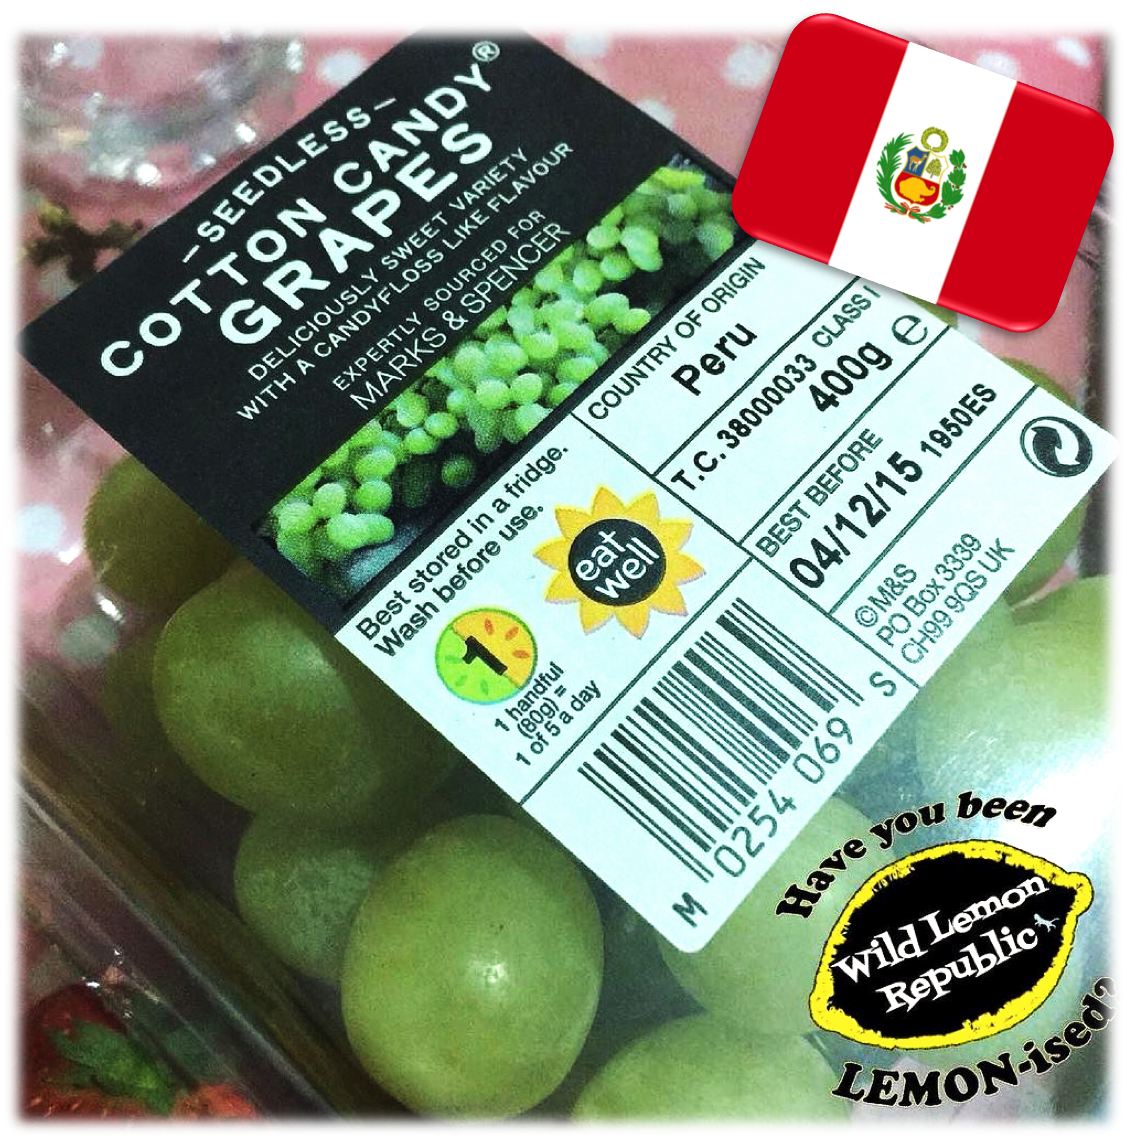 -SEEDLESS-
COTTON CANDY®
GRAPES
DELICIOUSLY SWEET VARIETY
WITH A CANDYFLOSS LIKE FLAVOUR
EXPERTLY SOURCED FOR
MARKS & SPENCER
COUNTRY OF ORIGIN
Peru
T.C. 38000033 CLASS I
400g e
BEST BEFORE
04/12/15 1950ES
©M&S
PO Box 3339
CH99 9QS UK
Best stored in a fridge.
Wash before use.
eat
well
1
1 handful
(80g) =
1 of 5 a day
M 0254 069 S
Have you been
Wild Lemon
Republic
LEMON-ised?